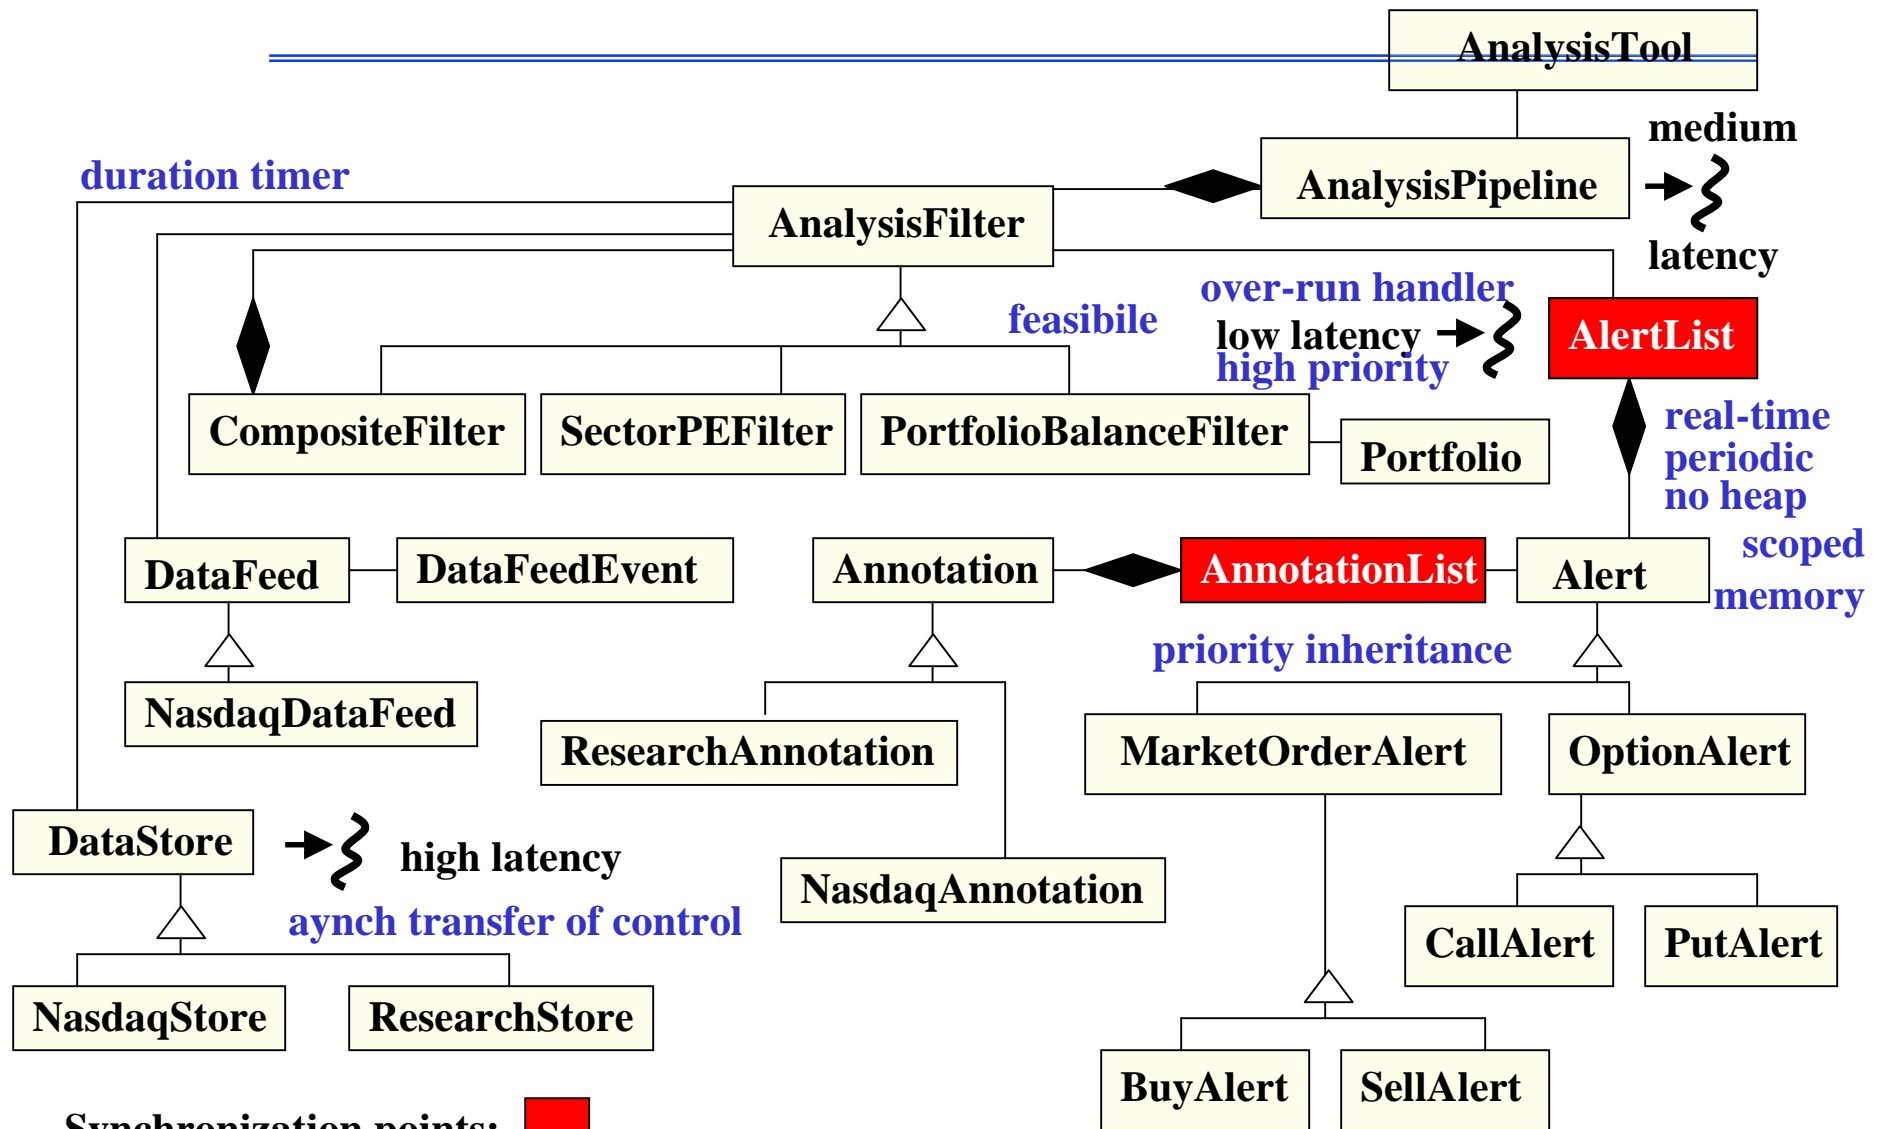 AnalysisTool
medium
duration timer
AnalysisPipeline
AnalysisFilter
latency
over-run handler
feasibile
low latency
AlertList
high priority
CompositeFilter
SectorPEFilter
PortfolioBalanceFilter
Portfolio
real-time
periodic
no heap
scoped
memory
DataFeed
DataFeedEvent
Annotation
AnnotationList
Alert
priority inheritance
NasdaqDataFeed
ResearchAnnotation
MarketOrderAlert
OptionAlert
DataStore
high latency
NasdaqAnnotation
aynch transfer of control
CallAlert
PutAlert
NasdaqStore
ResearchStore
BuyAlert
SellAlert
Synchronization points: